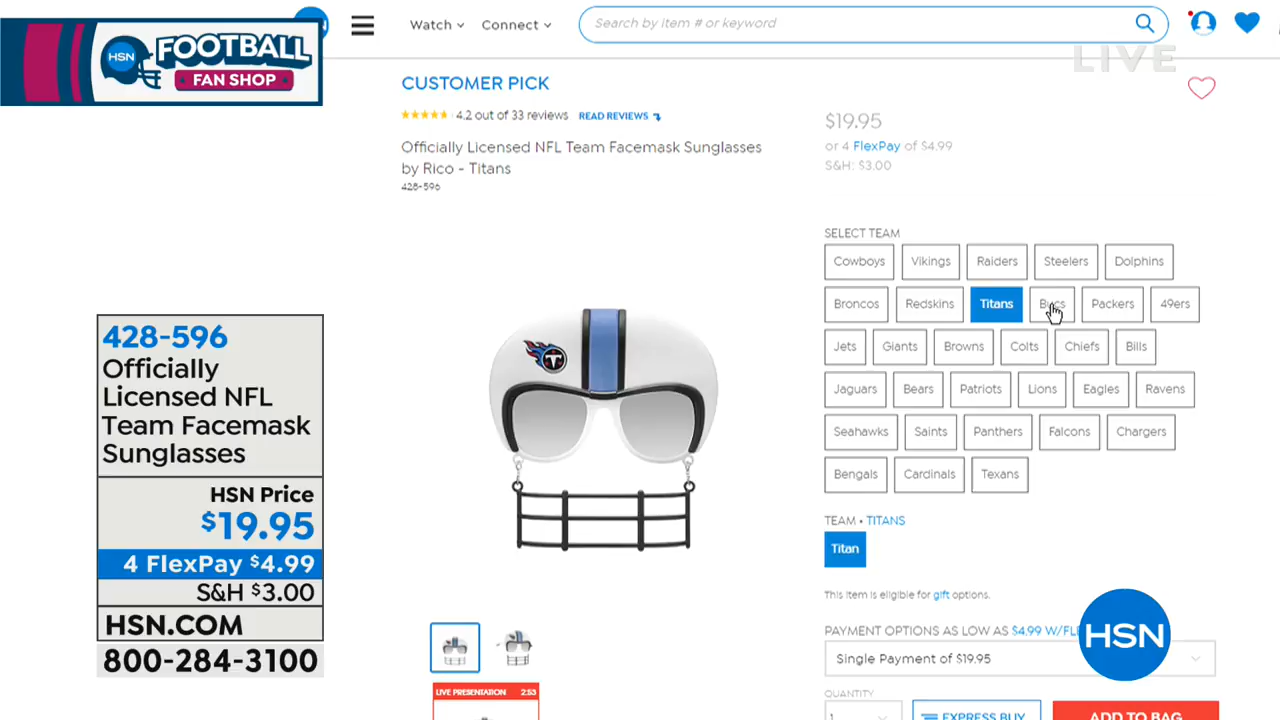 HSN
FOOTBALL
FAN SHOP
Watch
Connect
Search by item # or keyword
LIVE
CUSTOMER PICK
4.2 out of 33 reviews READ REVIEWS
Officially Licensed NFL Team Facemask Sunglasses
by Rico - Titans
428-596
$19.95
or 4 FlexPay of $4.99
S&H: $3.00
SELECT TEAM
Cowboys Vikings Raiders Steelers Dolphins
Broncos Redskins Titans Bucs Packers 49ers
Jets Giants Browns Colts Chiefs Bills
Jaguars Bears Patriots Lions Eagles Ravens
Seahawks Saints Panthers Falcons Chargers
Bengals Cardinals Texans
TEAM • TITANS
Titan
This item is eligible for gift options.
PAYMENT OPTIONS AS LOW AS $4.99 W/FL
Single Payment of $19.95
QUANTITY
1
EXPRESS BUY
ADD TO BAG
HSN
428-596
Officially
Licensed NFL
Team Facemask
Sunglasses
HSN Price
$19.95
4 FlexPay $4.99
S&H $3.00
HSN.COM
800-284-3100
T
LIVE PRESENTATION 2:53